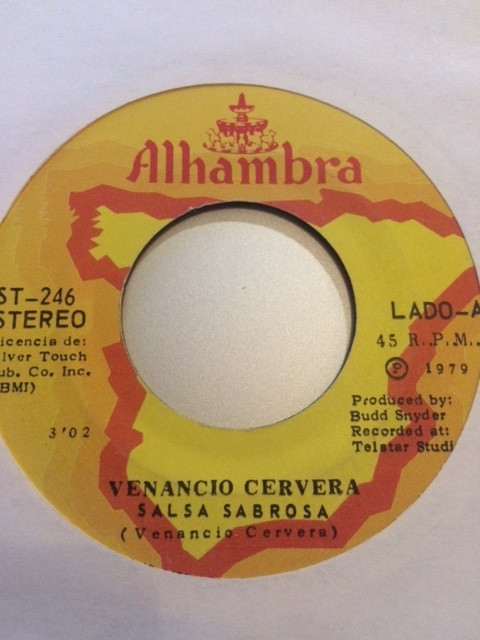 Alhambra
ST-246
STEREO
icencia de:
lver Touch
ub. Co. Inc.
BMI)
3'02
LADO-A
45 R.P.M.
Ⓟ 1979
Produced by:
Budd Snyder
Recorded at:
Telstar Studi
VENANCIO CERVERA
SALSA SABROSA
(Venancio Cervera)